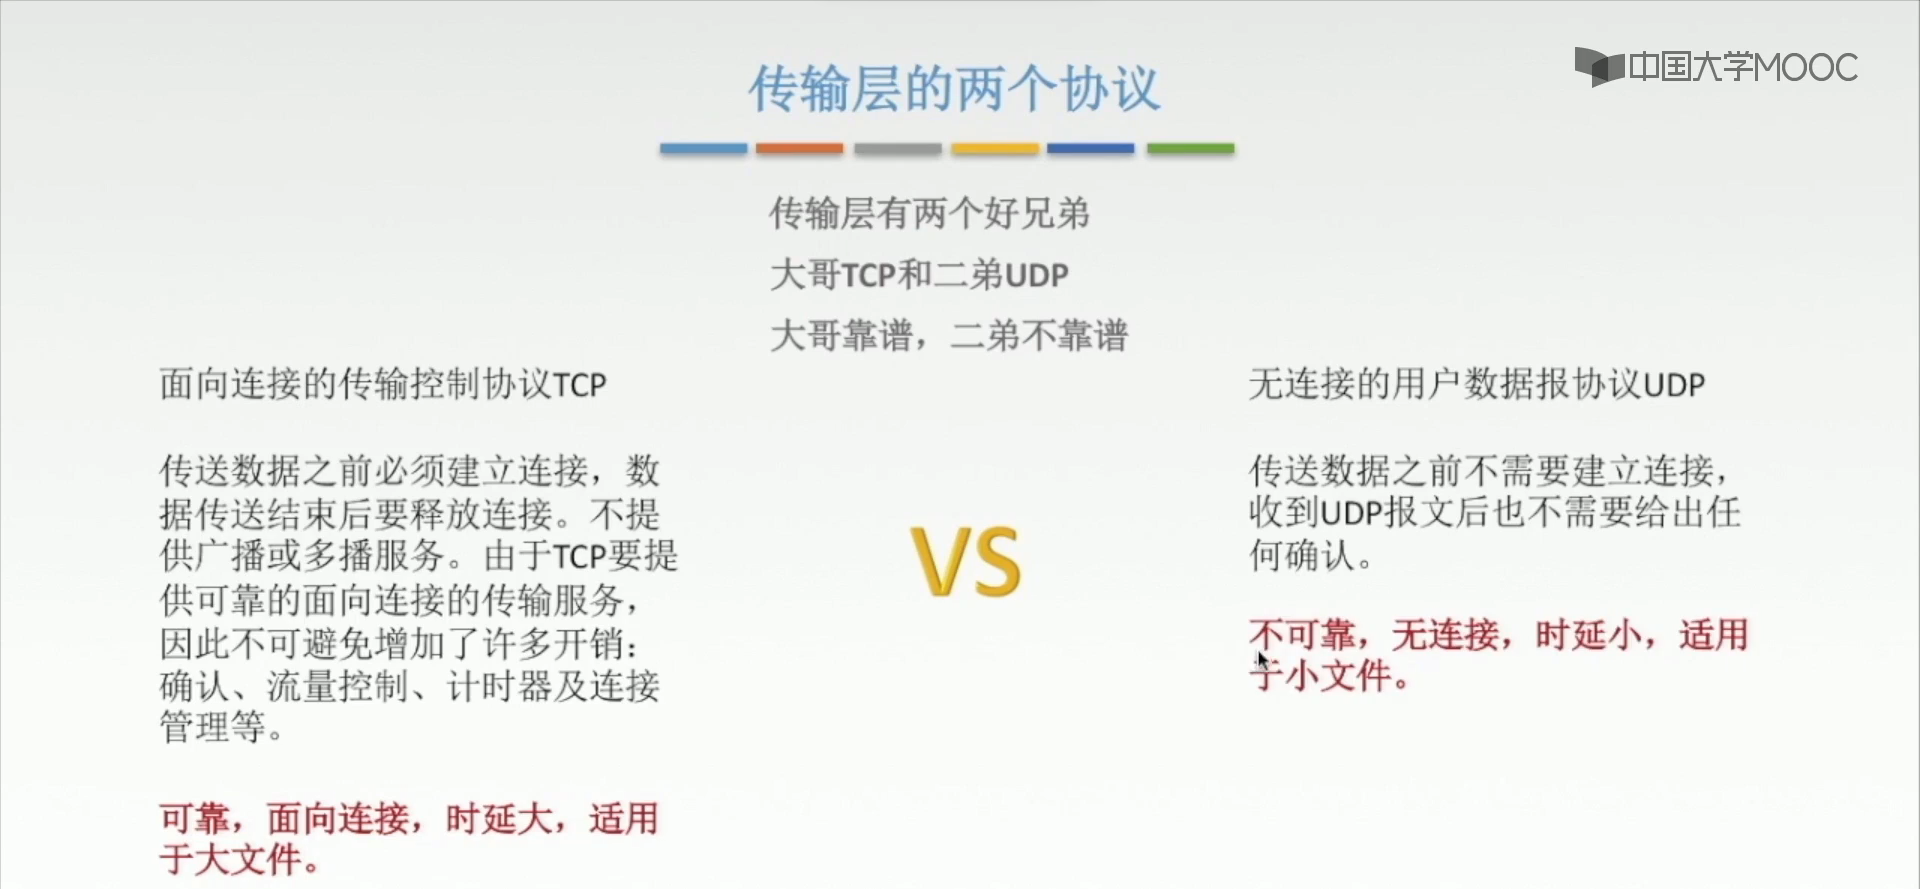 中国大学MOOC
传输层的两个协议
传输层有两个好兄弟
大哥TCP和二弟UDP
大哥靠谱，二弟不靠谱
面向连接的传输控制协议TCP
传送数据之前必须建立连接，数
据传送结束后要释放连接。不提
供广播或多播服务。由于TCP要提
供可靠的面向连接的传输服务，
因此不可避免增加了许多开销：
确认、流量控制、计时器及连接
管理等。
可靠，面向连接，时延大，适用
于大文件。
VS
无连接的用户数据报协议UDP
传送数据之前不需要建立连接，
收到UDP报文后也不需要给出任
何确认。
不可靠，无连接，时延小，适用
于小文件。